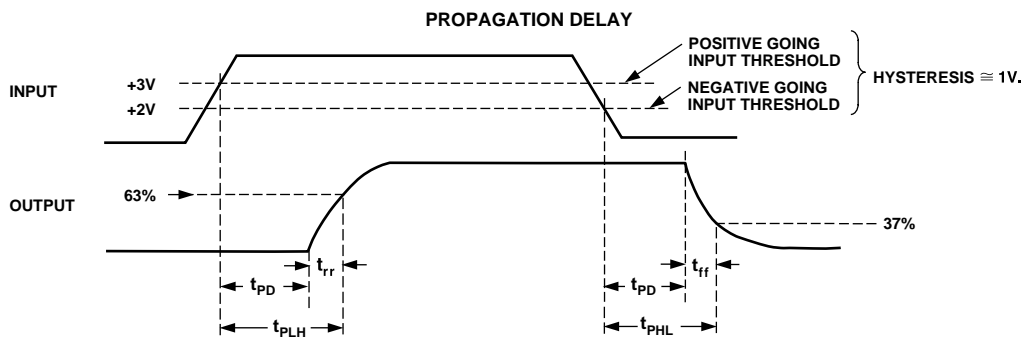 PROPAGATION DELAY
POSITIVE GOING
INPUT THRESHOLD
NEGATIVE GOING
INPUT THRESHOLD
HYSTERESIS ≅ 1V.
INPUT
+3V
+2V
OUTPUT
63%
37%
trr
tff
tPD
tPD
tPLH
tPHL